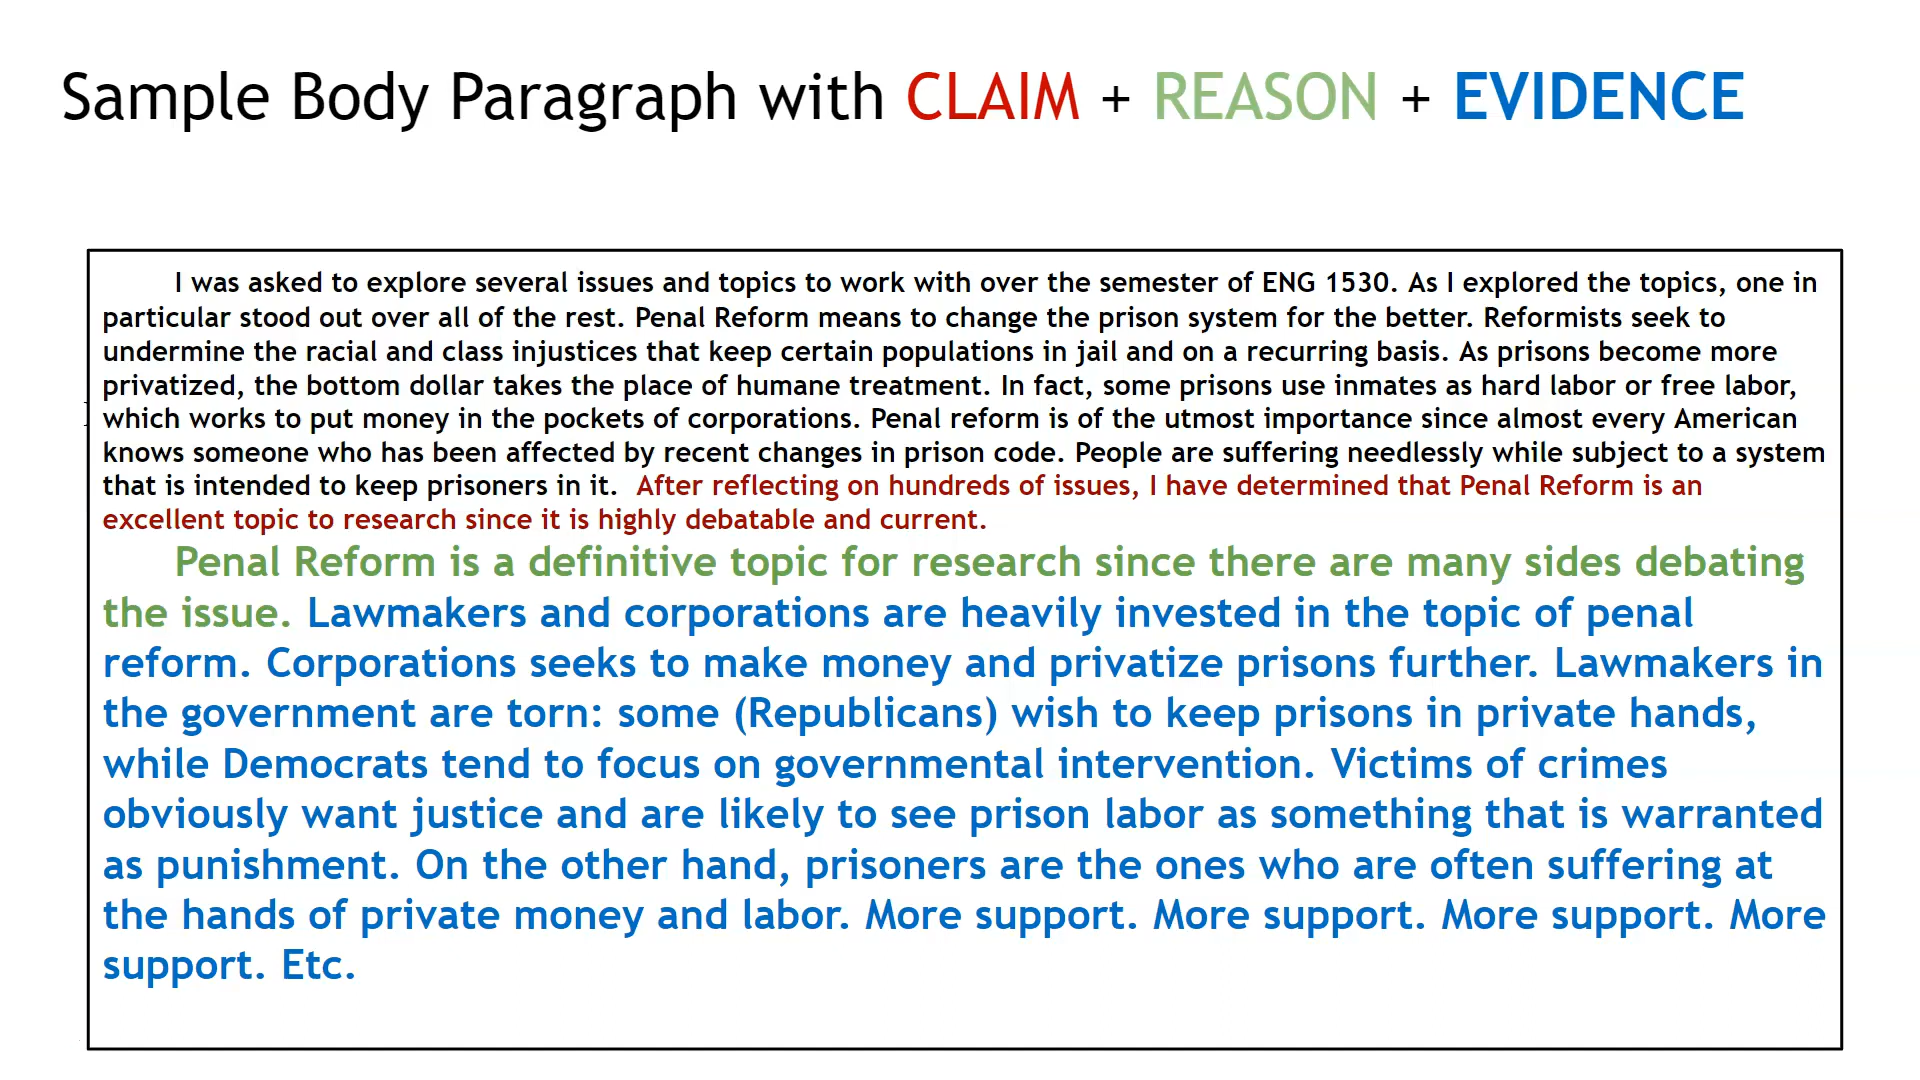 Sample Body Paragraph with CLAIM + REASON + EVIDENCE
I was asked to explore several issues and topics to work with over the semester of ENG 1530. As I explored the topics, one in
particular stood out over all of the rest. Penal Reform means to change the prison system for the better. Reformists seek to
undermine the racial and class injustices that keep certain populations in jail and on a recurring basis. As prisons become more
privatized, the bottom dollar takes the place of humane treatment. In fact, some prisons use inmates as hard labor or free labor,
which works to put money in the pockets of corporations. Penal reform is of the utmost importance since almost every American
knows someone who has been affected by recent changes in prison code. People are suffering needlessly while subject to a system
that is intended to keep prisoners in it. After reflecting on hundreds of issues, I have determined that Penal Reform is an
excellent topic to research since it is highly debatable and current.
Penal Reform is a definitive topic for research since there are many sides debating
the issue. Lawmakers and corporations are heavily invested in the topic of penal
reform. Corporations seeks to make money and privatize prisons further. Lawmakers in
the government are torn: some (Republicans) wish to keep prisons in private hands,
while Democrats tend to focus on governmental intervention. Victims of crimes
obviously want justice and are likely to see prison labor as something that is warranted
as punishment. On the other hand, prisoners are the ones who are often suffering at
the hands of private money and labor. More support. More support. More support. More
support. Etc.